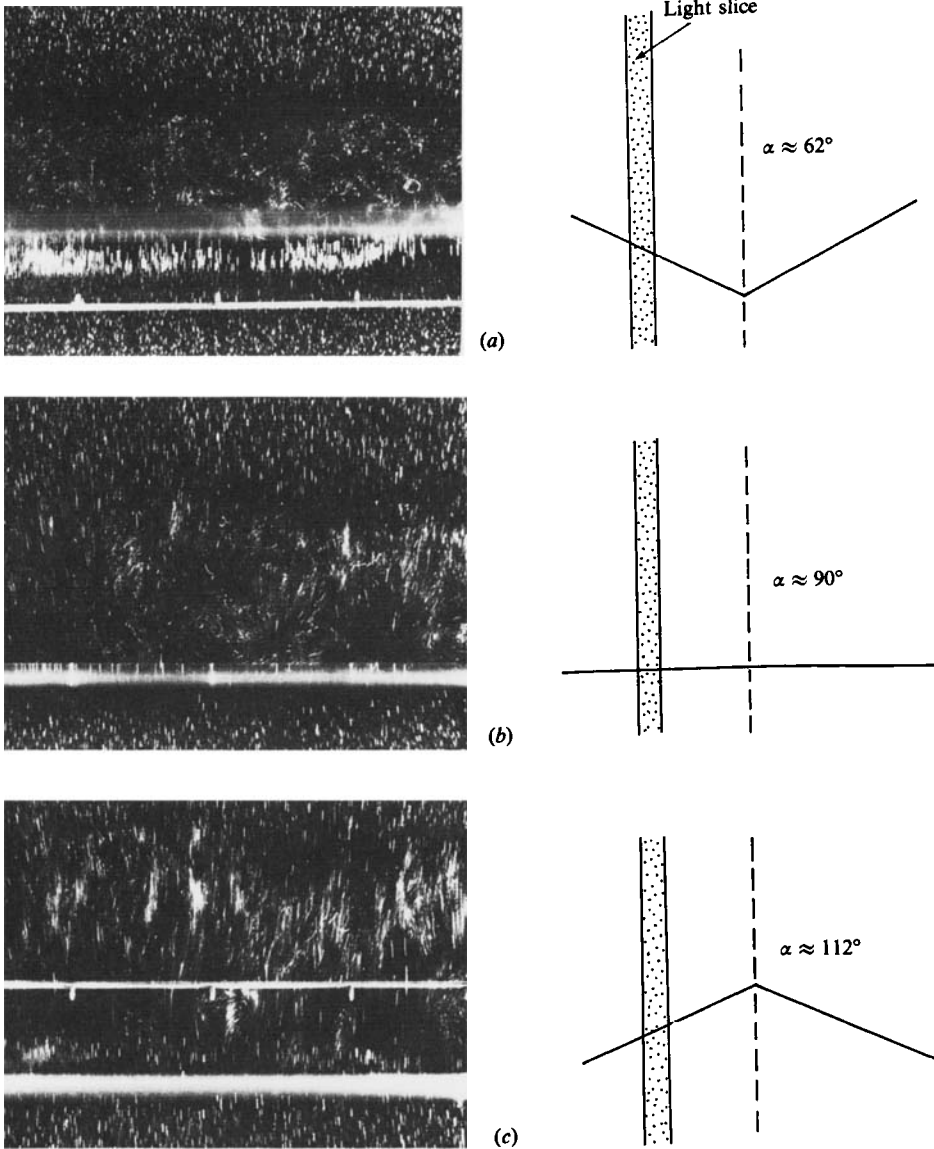 Light slice
α ≈ 62°
(a)
α ≈ 90°
(b)
α ≈ 112°
(c)